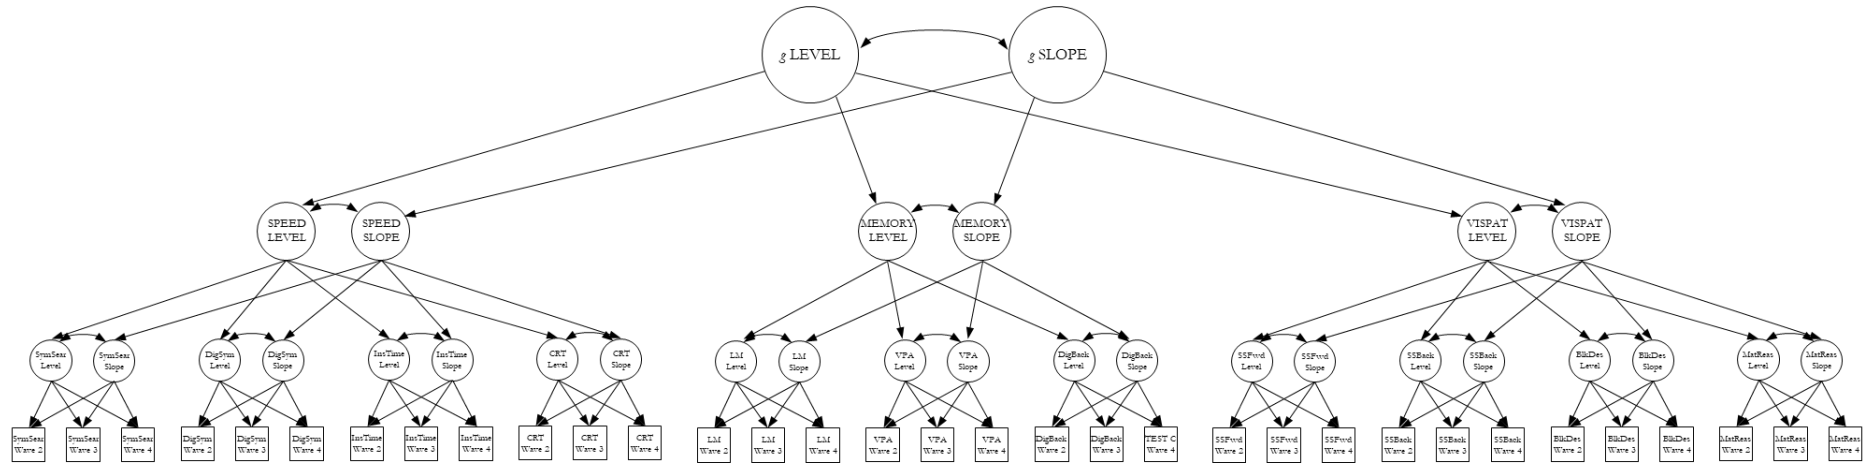 g LEVEL
g SLOPE
SPEED
LEVEL
SPEED
SLOPE
MEMORY
LEVEL
MEMORY
SLOPE
VISPAT
LEVEL
VISPAT
SLOPE
SymSear
Level
SymSear
Slope
DigSym
Level
DigSym
Slope
InsTime
Level
InsTime
Slope
CRT
Level
CRT
Slope
LM
Level
LM
Slope
VPA
Level
VPA
Slope
DigBack
Level
DigBack
Slope
SSFwd
Level
SSFwd
Slope
SSBack
Level
SSBack
Slope
BlkDes
Level
BlkDes
Slope
MatReas
Level
MatReas
Slope
SymSear
Wave 2
SymSear
Wave 3
SymSear
Wave 4
DigSym
Wave 2
DigSym
Wave 3
DigSym
Wave 4
InsTime
Wave 2
InsTime
Wave 3
InsTime
Wave 4
CRT
Wave 2
CRT
Wave 3
CRT
Wave 4
LM
Wave 2
LM
Wave 3
LM
Wave 4
VPA
Wave 2
VPA
Wave 3
VPA
Wave 4
DigBack
Wave 2
DigBack
Wave 3
TEST C
Wave 4
SSFwd
Wave 2
SSFwd
Wave 3
SSFwd
Wave 4
SSBack
Wave 2
SSBack
Wave 3
SSBack
Wave 4
BlkDes
Wave 2
BlkDes
Wave 3
BlkDes
Wave 4
MatReas
Wave 2
MatReas
Wave 3
MatReas
Wave 4